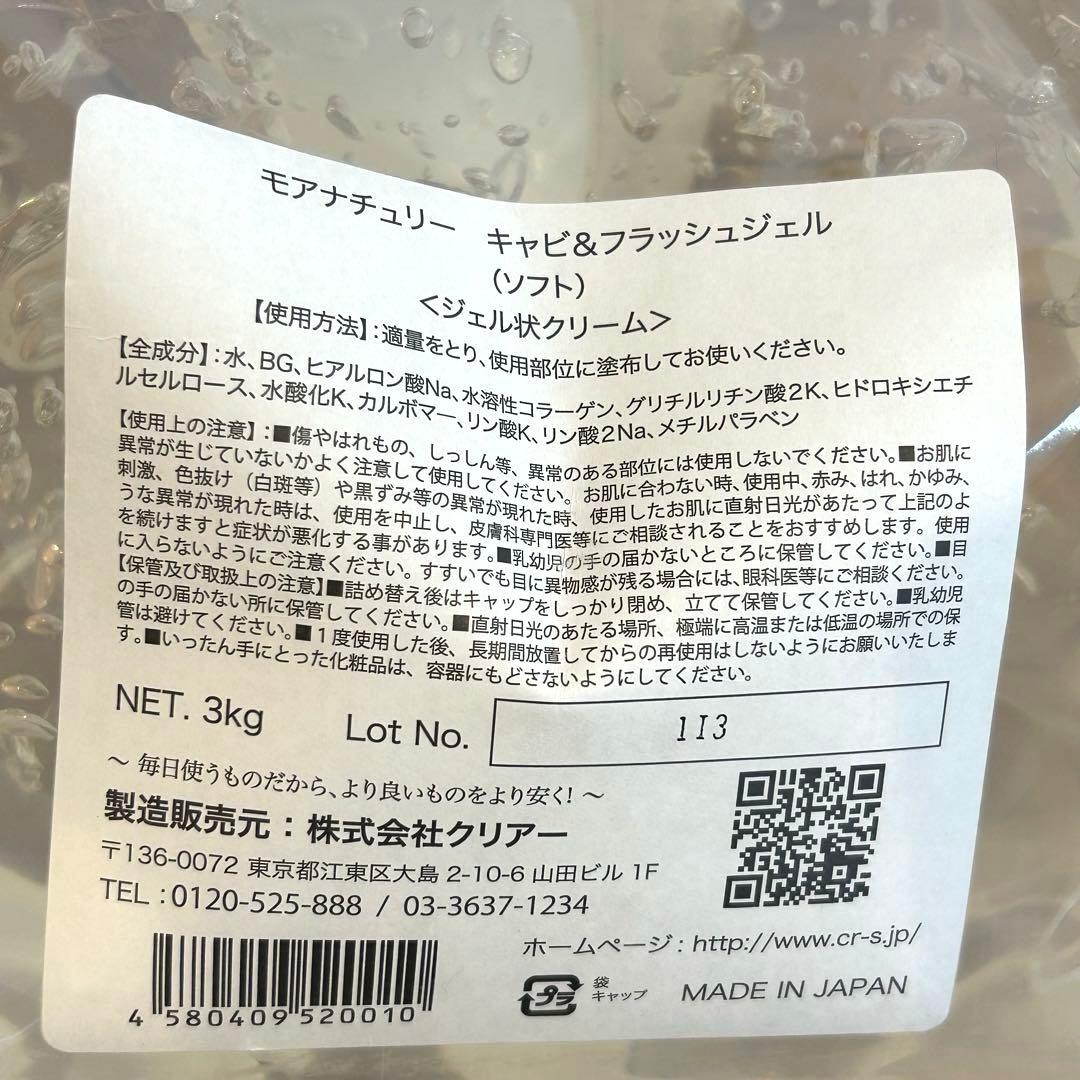 モアナチュリー　キャビ&フラッシュジェル
（ソフト）
<ジェル状クリーム>
【使用方法】:適量をとり、使用部位に塗布してお使いください。
【全成分】:水、BG、ヒアルロン酸Na、水溶性コラーゲン、グリチルリチン酸2K、ヒドロキシエチ
ルセルロース、水酸化K、カルボマー、リン酸K、リン酸2Na、メチルパラベン
【使用上の注意】:■傷やはれもの、しっしん等、異常のある部位には使用しないでください。■お肌に
異常が生じていないかよく注意して使用してください。お肌に合わない時、使用中、赤み、はれ、かゆみ、
刺激、色抜け（白斑等）や黒ずみ等の異常が現れた時、使用したお肌に直射日光があたって上記のよ
うな異常が現れた時は、使用を中止し、皮膚科専門医等にご相談されることをおすすめします。使用
を続けますと症状が悪化する事があります。■乳幼児の手の届かないところに保管してください。■目
に入らないようにご注意ください。すすいでも目に異物感が残る場合には、眼科医等にご相談ください。
【保管及び取扱上の注意】■詰め替え後はキャップをしっかり閉め、立てて保管してください。■乳幼児
の手の届かない所に保管してください。■直射日光のあたる場所、極端に高温または低温の場所での保
管は避けてください。■1度使用した後、長期間放置してからの再使用はしないようにお願いいたしま
す。■いったん手にとった化粧品は、容器にもどさないようにしてください。
NET. 3kg　Lot No. 1I3
～ 毎日使うものだから、より良いものをより安く! ～
製造販売元：株式会社クリアー
〒136-0072 東京都江東区大島 2-10-6 山田ビル 1F
TEL：0120-525-888 / 03-3637-1234
ホームページ：http://www.cr-s.jp/
プラ 袋
キャップ
MADE IN JAPAN
4 580409 520010